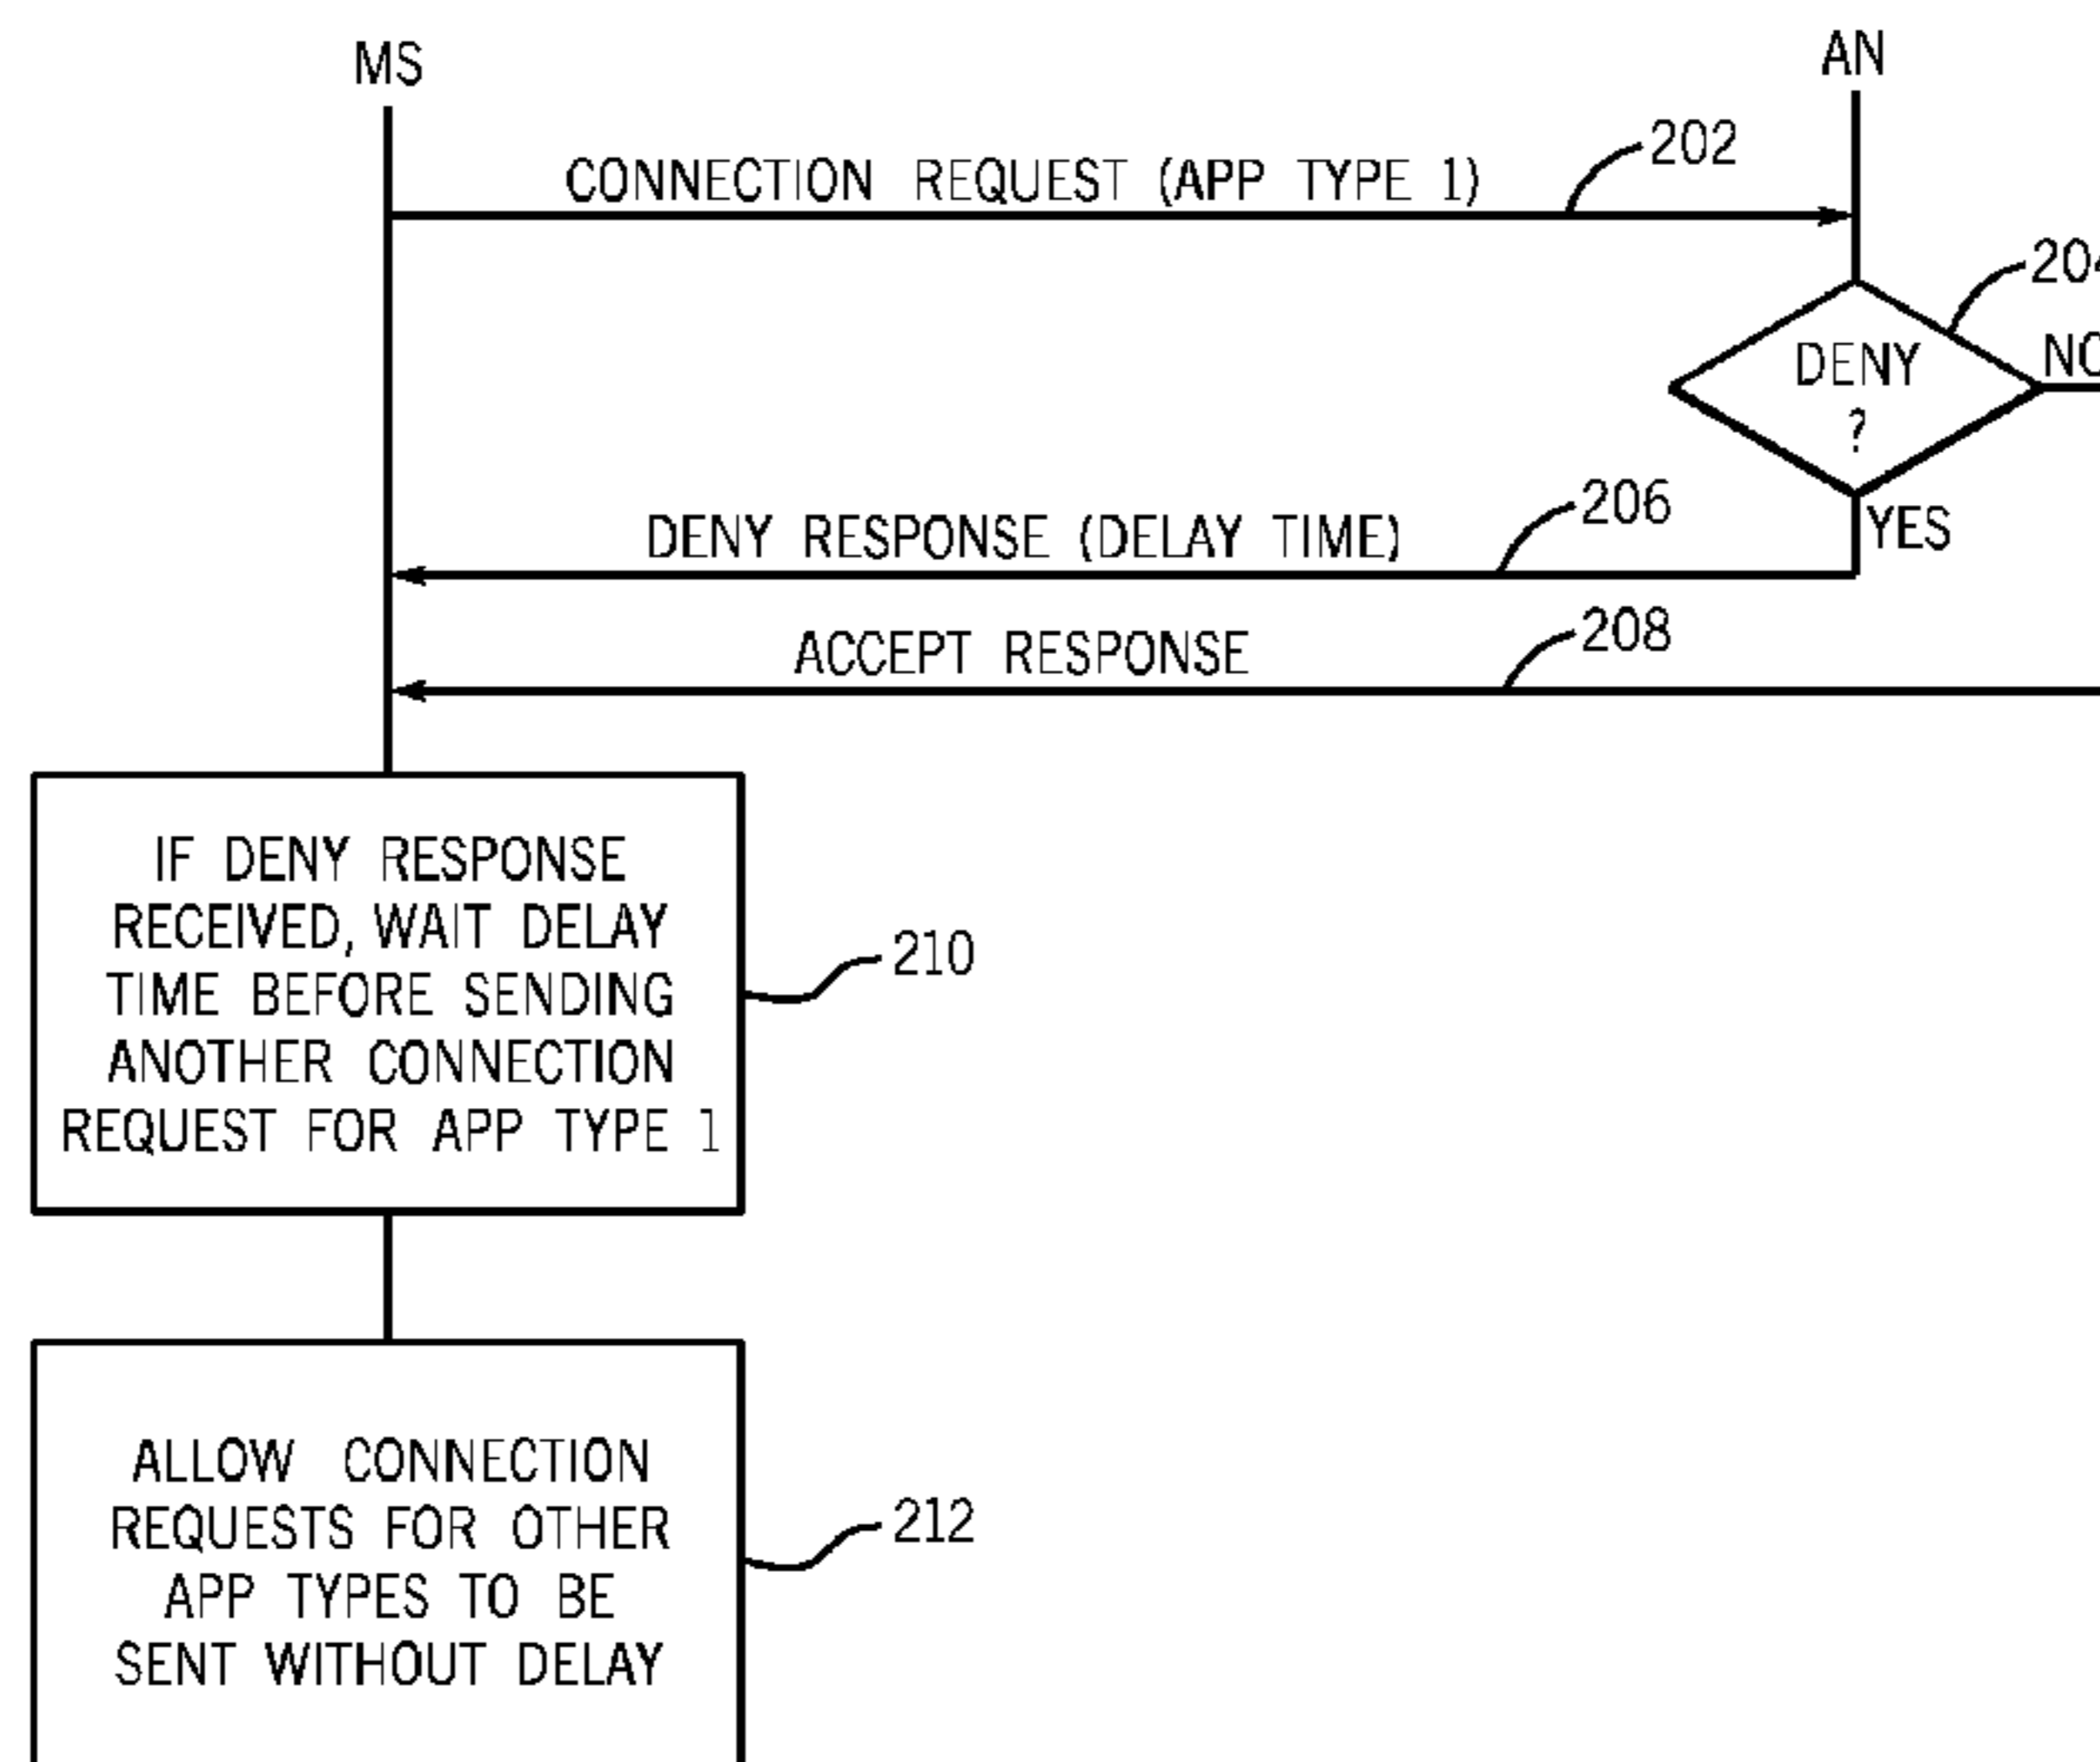 MS
AN
CONNECTION REQUEST (APP TYPE 1)
202
DENY
?
NO
YES
DENY RESPONSE (DELAY TIME)
206
ACCEPT RESPONSE
208
IF DENY RESPONSE
RECEIVED, WAIT DELAY
TIME BEFORE SENDING
ANOTHER CONNECTION
REQUEST FOR APP TYPE 1
210
ALLOW CONNECTION
REQUESTS FOR OTHER
APP TYPES TO BE
SENT WITHOUT DELAY
212